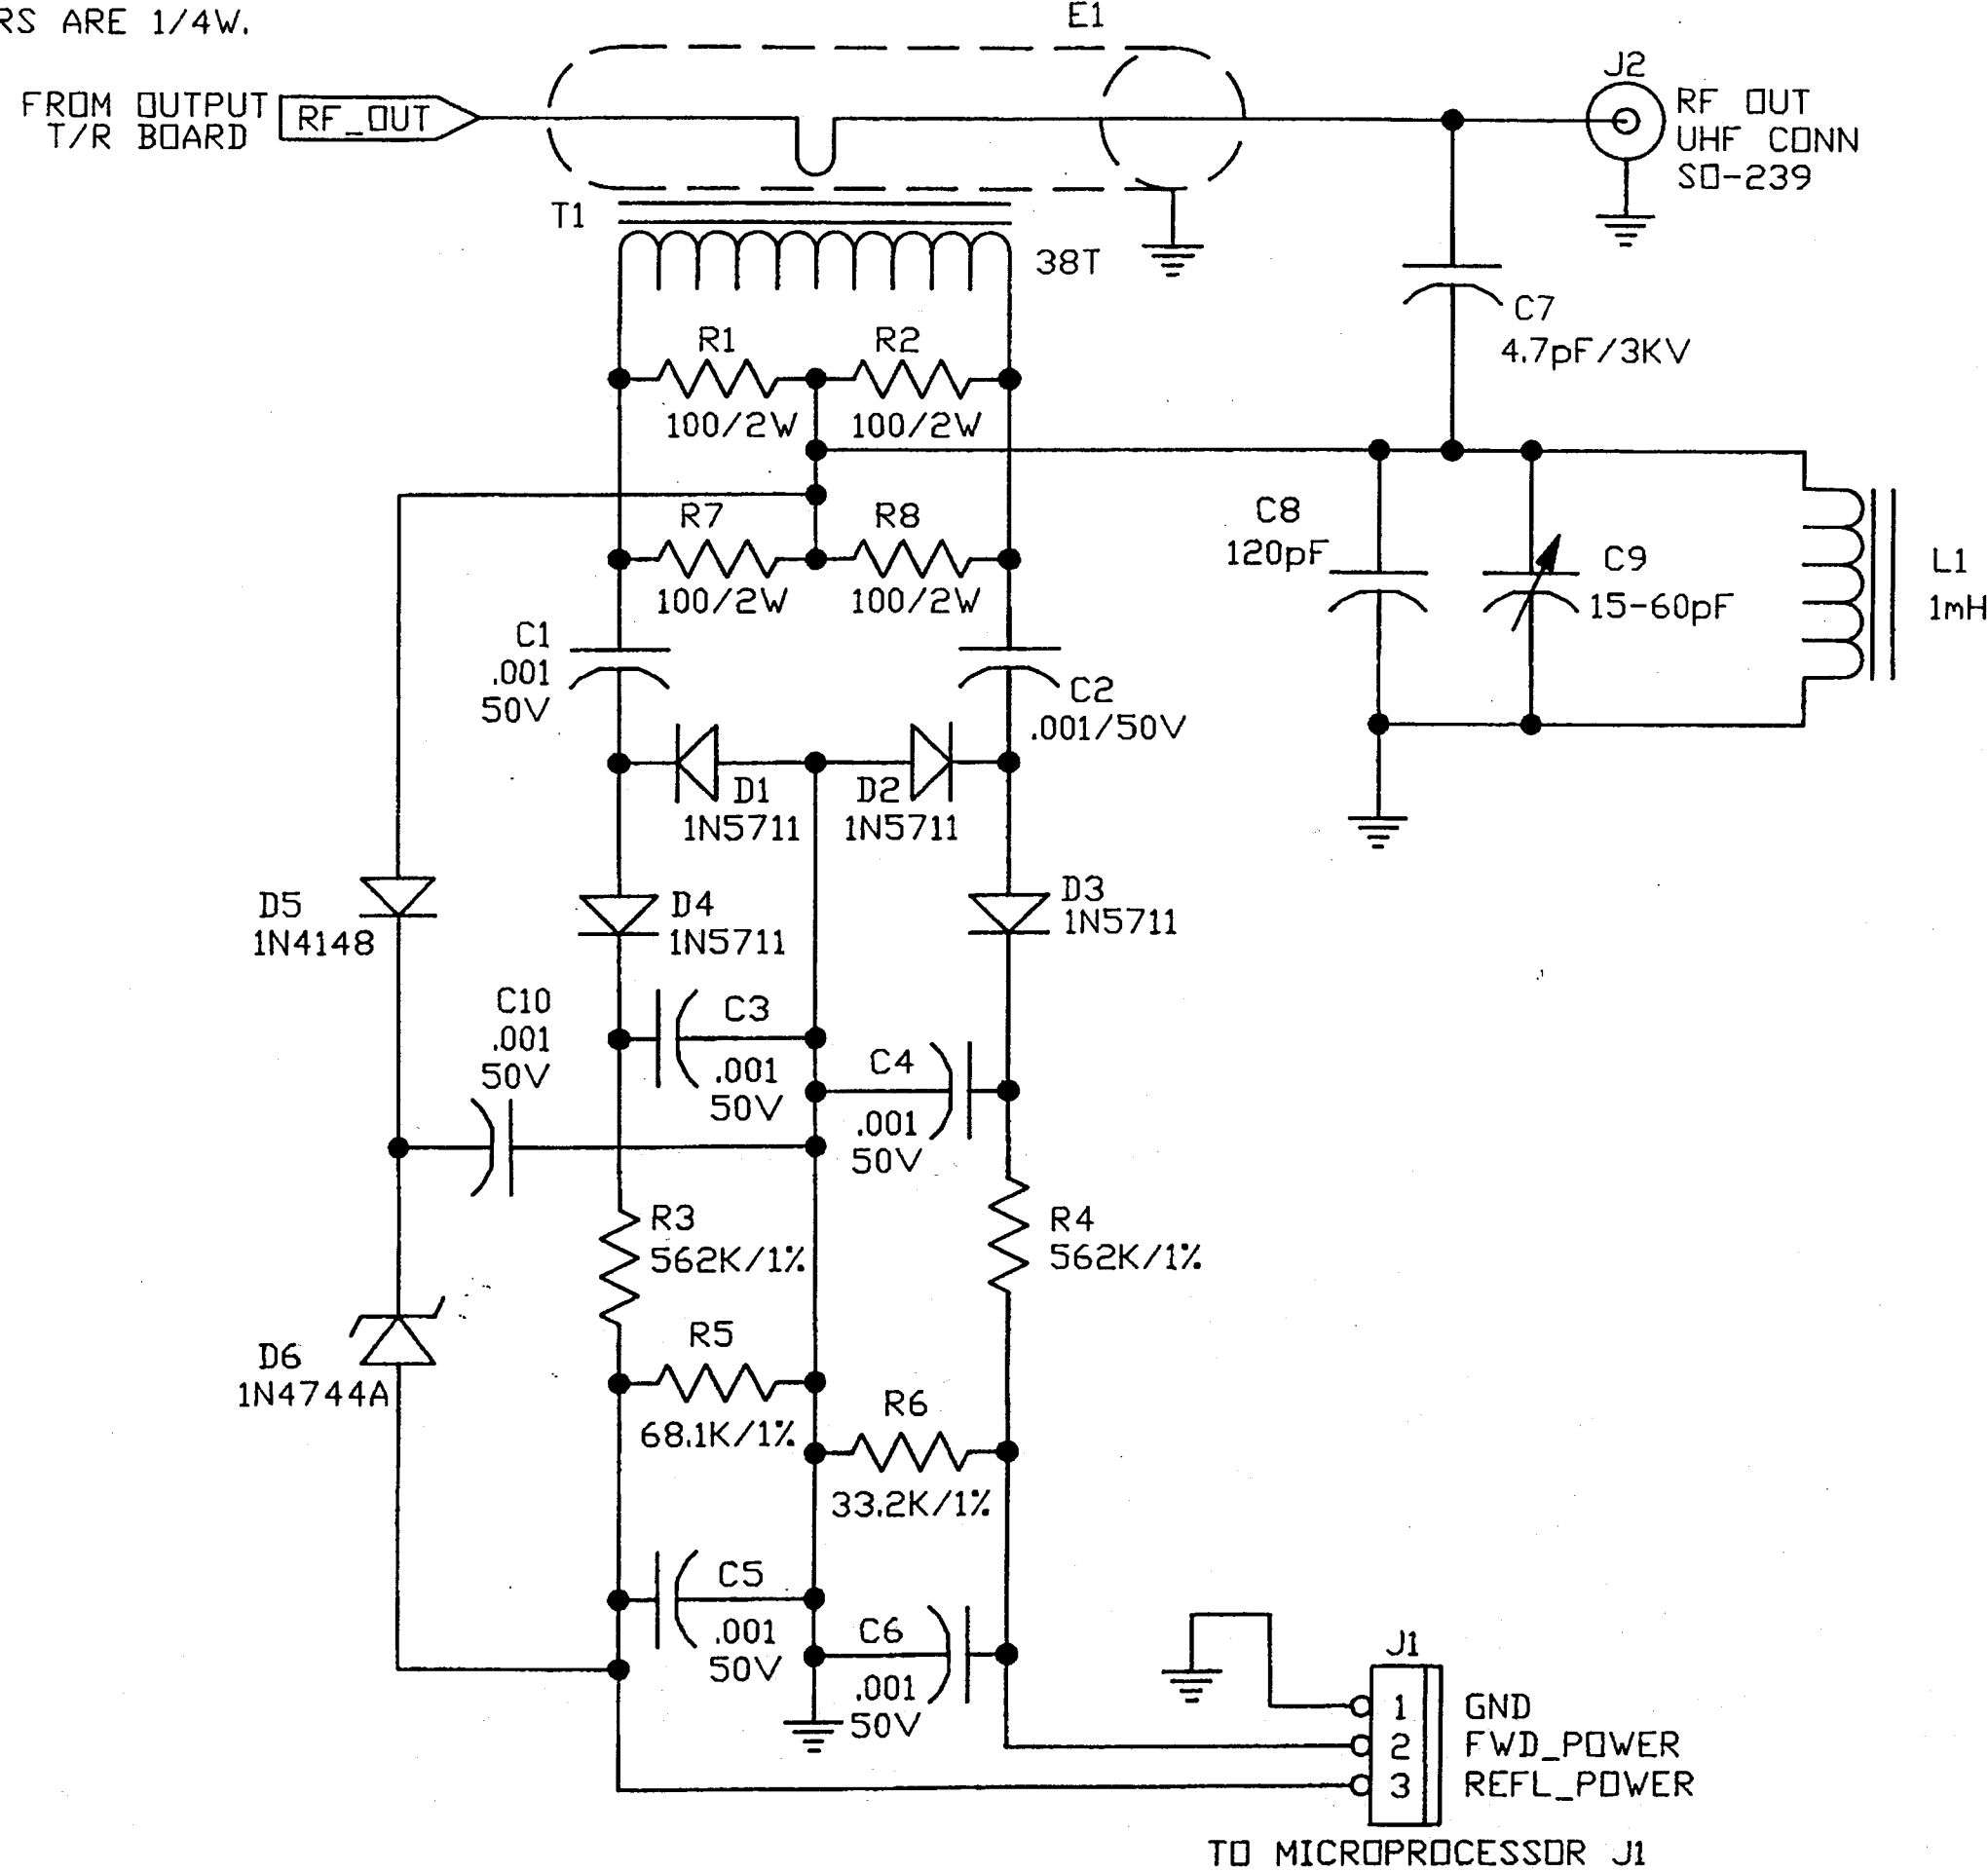 RS ARE 1/4W.
E1
J2
FROM OUTPUT
T/R BOARD
RF_OUT
RF OUT
UHF CONN
SO-239
T1
38T
C7
4.7pF/3KV
R1
100/2W
R2
100/2W
R7
100/2W
R8
100/2W
C8
120pF
C9
15-60pF
L1
1mH
C1
.001
50V
C2
.001/50V
D1
1N5711
D2
1N5711
D5
1N4148
D4
1N5711
D3
1N5711
C10
.001
50V
C3
.001
50V
C4
.001
50V
R3
562K/1%
R4
562K/1%
D6
1N4744A
R5
68.1K/1%
R6
33.2K/1%
C5
.001
50V
C6
.001
50V
J1
1 GND
2 FWD_POWER
3 REFL_POWER
TO MICROPROCESSOR J1